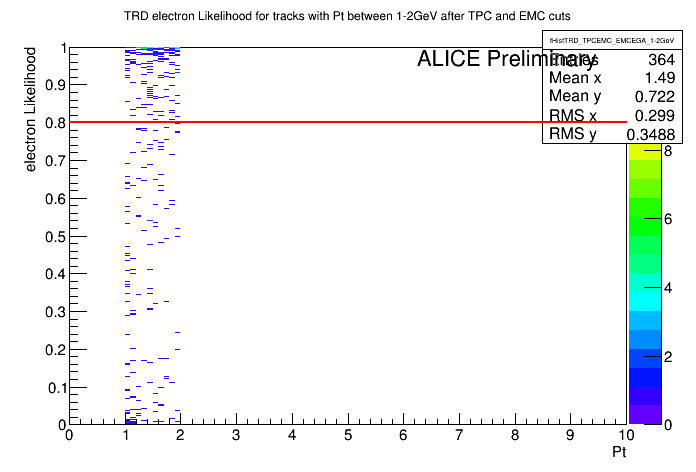 TRD electron Likelihood for tracks with Pt between 1-2GeV after TPC and EMC cuts
fHistTRD_TPCEMC_EMCEGA_1-2GeV
ALICE Preliminary
Entries 364
Mean x 1.49
Mean y 0.722
RMS x 0.299
RMS y 0.3488
electron Likelihood
1
0.9
0.8
0.7
0.6
0.5
0.4
0.3
0.2
0.1
0
8
6
4
2
0
0 1 2 3 4 5 6 7 8 9 10
Pt